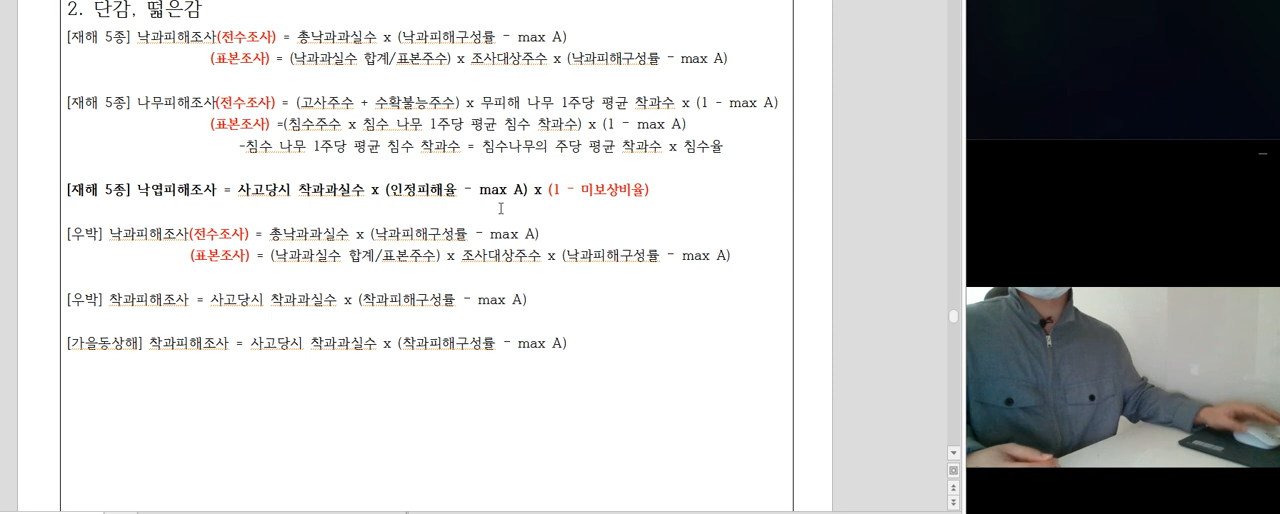 2. 단감, 떫은감
[재해 5종] 낙과피해조사(전수조사) = 총낙과과실수 x (낙과피해구성률 - max A)
(표본조사) = (낙과과실수 합계/표본주수) x 조사대상주수 x (낙과피해구성률 - max A)
[재해 5종] 나무피해조사(전수조사) = (고사주수 + 수확불능주수) x 무피해 나무 1주당 평균 착과수 x (1 - max A)
(표본조사) =(침수주수 x 침수 나무 1주당 평균 침수 착과수) x (1 - max A)
-침수 나무 1주당 평균 침수 착과수 = 침수나무의 주당 평균 착과수 x 침수율
[재해 5종] 낙엽피해조사 = 사고당시 착과과실수 x (인정피해율 - max A) x (1 - 미보상비율)
[우박] 낙과피해조사(전수조사) = 총낙과과실수 x (낙과피해구성률 - max A)
(표본조사) = (낙과과실수 합계/표본주수) x 조사대상주수 x (낙과피해구성률 - max A)
[우박] 착과피해조사 = 사고당시 착과과실수 x (착과피해구성률 - max A)
[가을동상해] 착과피해조사 = 사고당시 착과과실수 x (착과피해구성률 - max A)